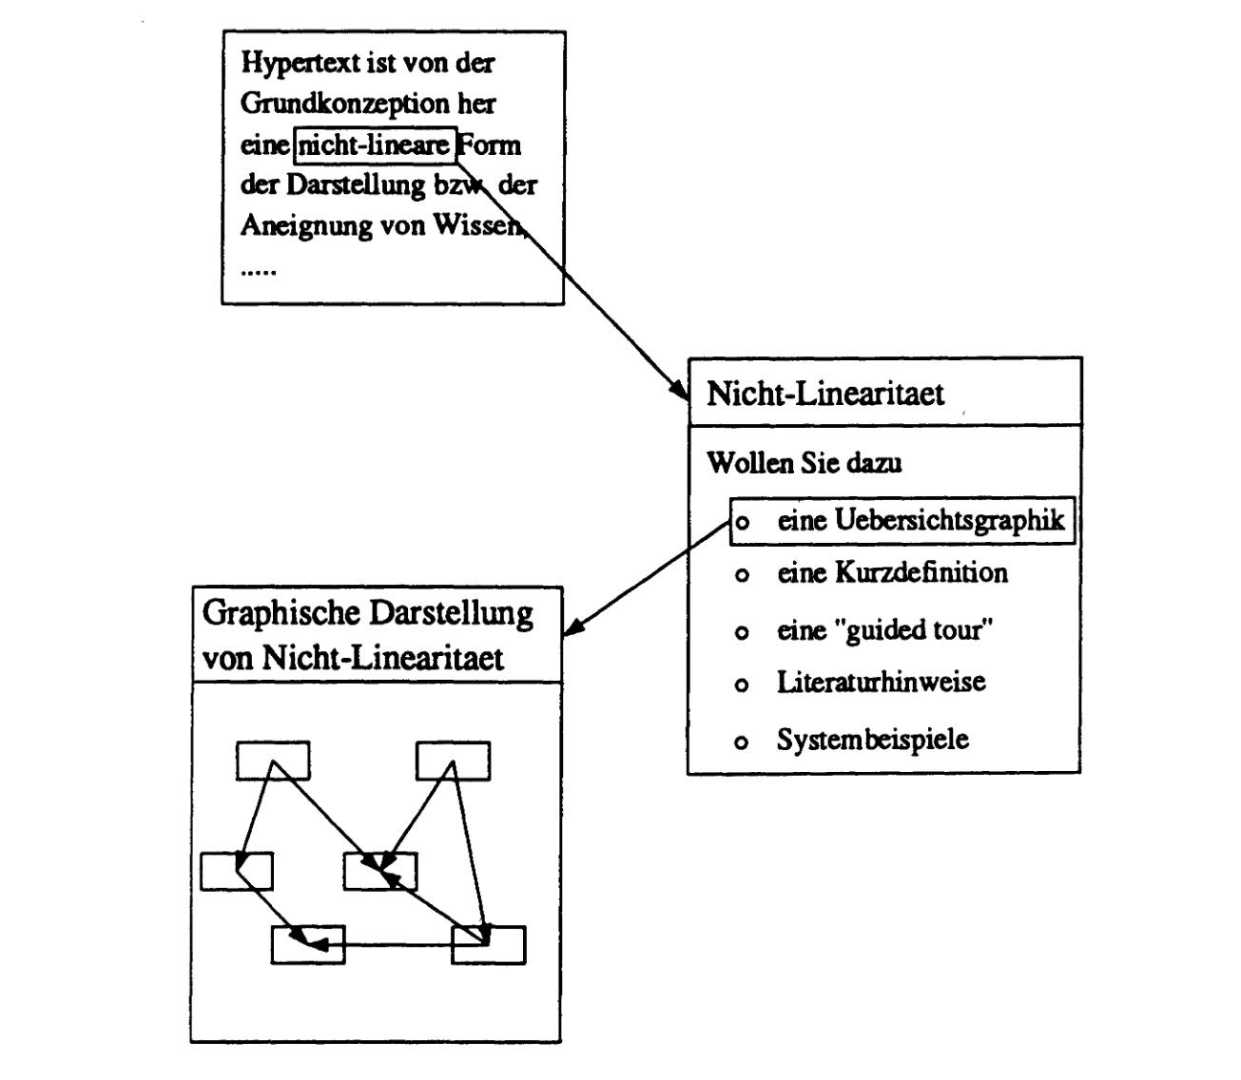 Hypertext ist von der
Grundkonzeption her
eine nicht-lineare Form
der Darstellung bzw. der
Aneignung von Wissen,
.....
Nicht-Linearitaet
Wollen Sie dazu
o eine Uebersichtsgraphik
o eine Kurzdefinition
o eine "guided tour"
o Literaturhinweise
o Systembeispiele
Graphische Darstellung
von Nicht-Linearitaet